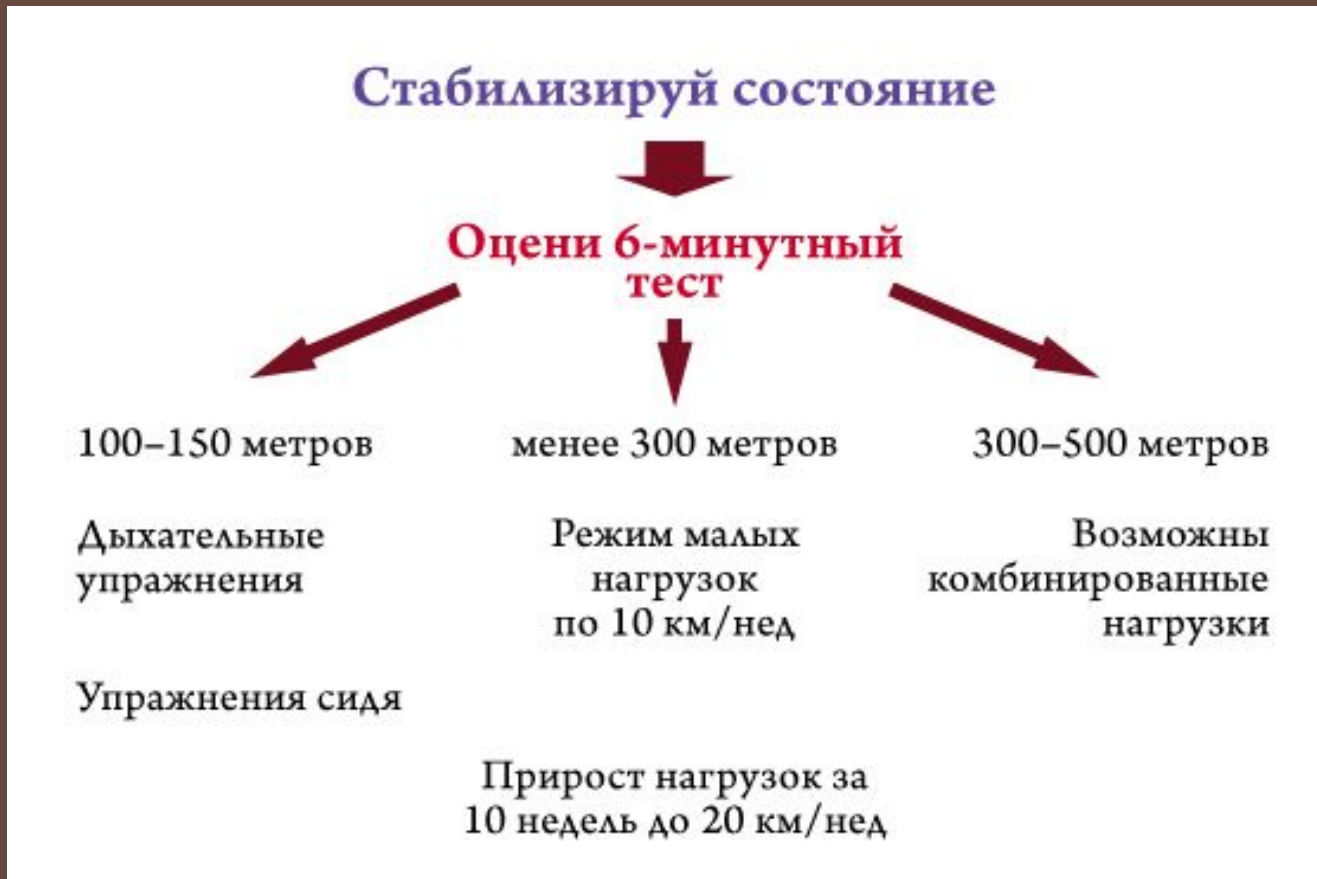 Стабилизируй состояние
Оцени 6-минутный
тест
100–150 метров
Дыхательные
упражнения
Упражнения сидя
менее 300 метров
Режим малых
нагрузок
по 10 км/нед
Прирост нагрузок за
10 недель до 20 км/нед
300–500 метров
Возможны
комбинированные
нагрузки